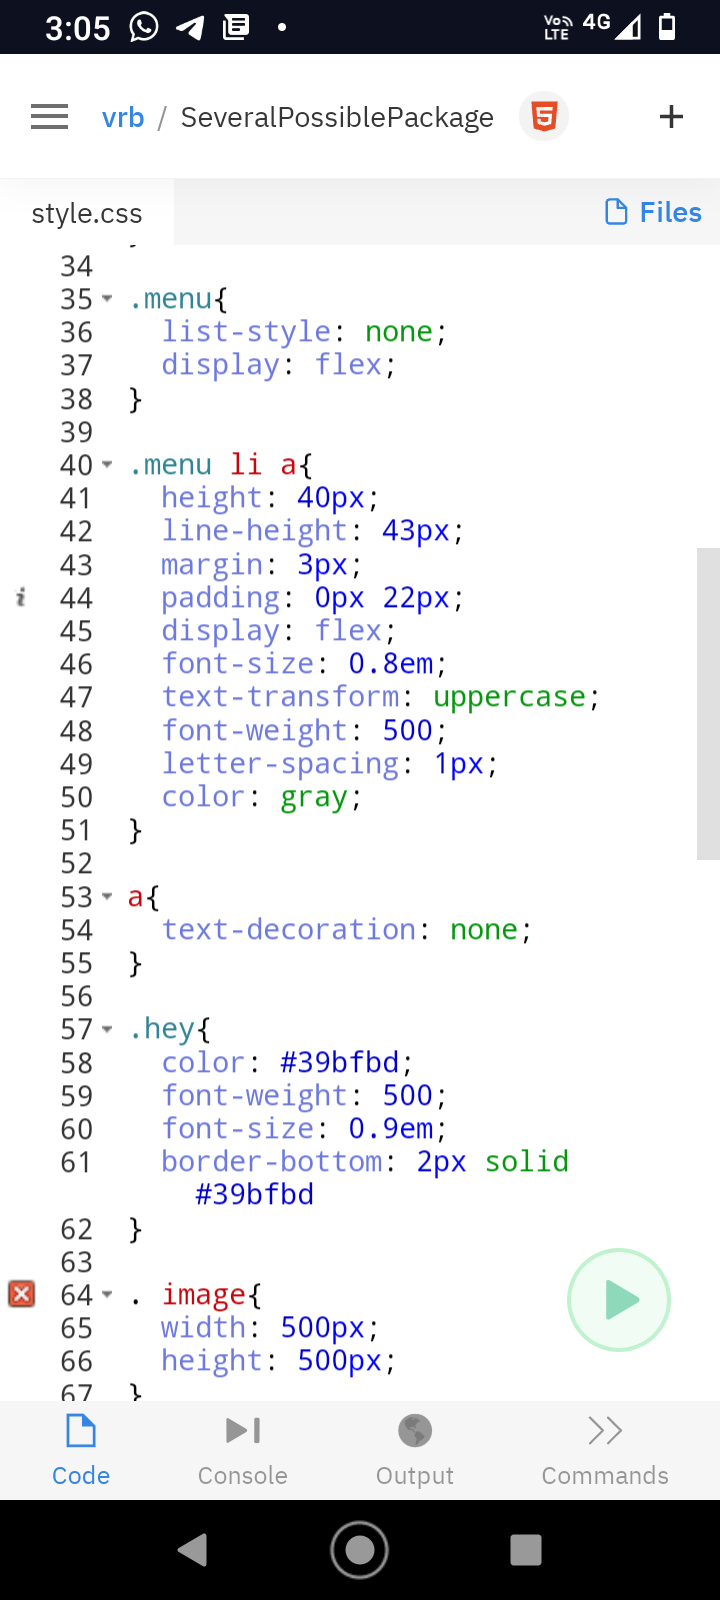 3:05 Vo LTE 4G
vrb / SeveralPossiblePackage 5 +
style.css Files
}
34
35 .menu{
36 list-style: none;
37 display: flex;
38 }
39
40 .menu li a{
41 height: 40px;
42 line-height: 43px;
43 margin: 3px;
i 44 padding: 0px 22px;
45 display: flex;
46 font-size: 0.8em;
47 text-transform: uppercase;
48 font-weight: 500;
49 letter-spacing: 1px;
50 color: gray;
51 }
52
53 a{
54 text-decoration: none;
55 }
56
57 .hey{
58 color: #39bfbd;
59 font-weight: 500;
60 font-size: 0.9em;
61 border-bottom: 2px solid
#39bfbd
62 }
63
64 . image{
65 width: 500px;
66 height: 500px;
67 }
Code Console Output Commands